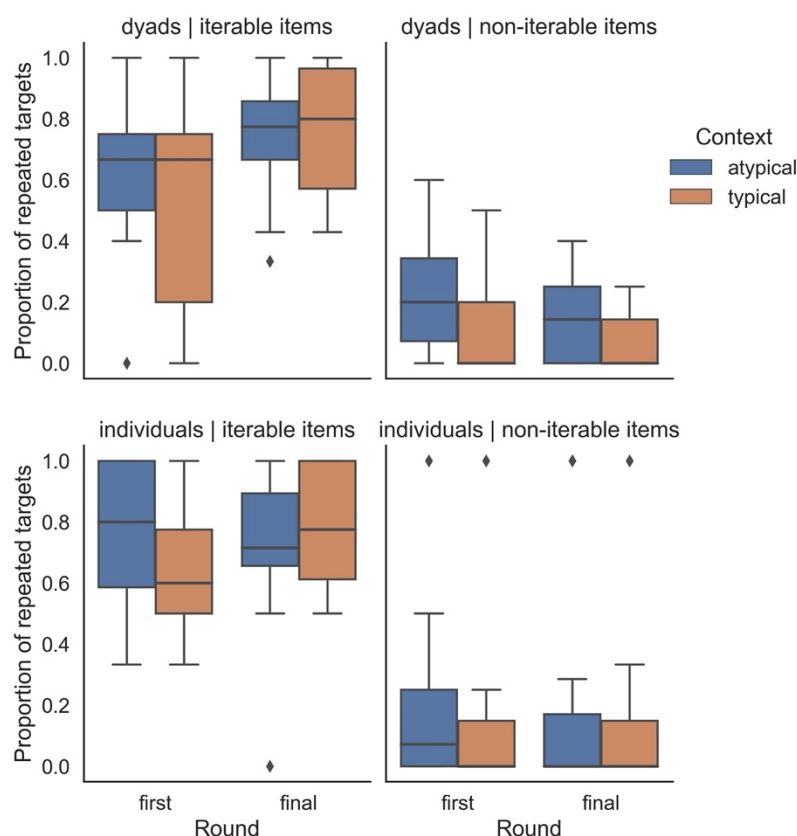 dyads | iterable items
dyads | non-iterable items
Proportion of repeated targets
1.0
0.8
0.6
0.4
0.2
0.0
Context
atypical
typical
individuals | iterable items
individuals | non-iterable items
Proportion of repeated targets
1.0
0.8
0.6
0.4
0.2
0.0
first
final
first
final
Round
Round